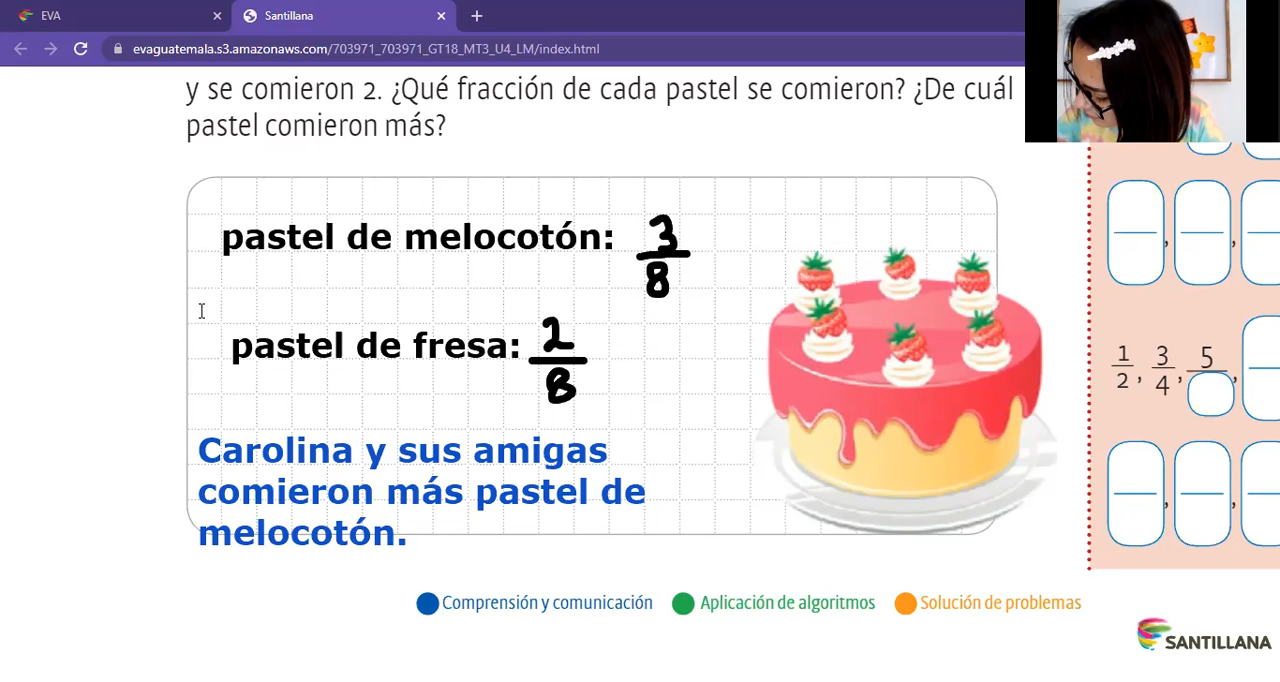 EVA
Santillana
evaguatemala.s3.amazonaws.com/703971_703971_GT18_MT3_U4_LM/index.html
y se comieron 2. ¿Qué fracción de cada pastel se comieron? ¿De cuál
pastel comieron más?
pastel de melocotón: 3/8
pastel de fresa: 2/8
Carolina y sus amigas
comieron más pastel de
melocotón.
1/2, 3/4, 5/
Comprensión y comunicación
Aplicación de algoritmos
Solución de problemas
SANTILLANA